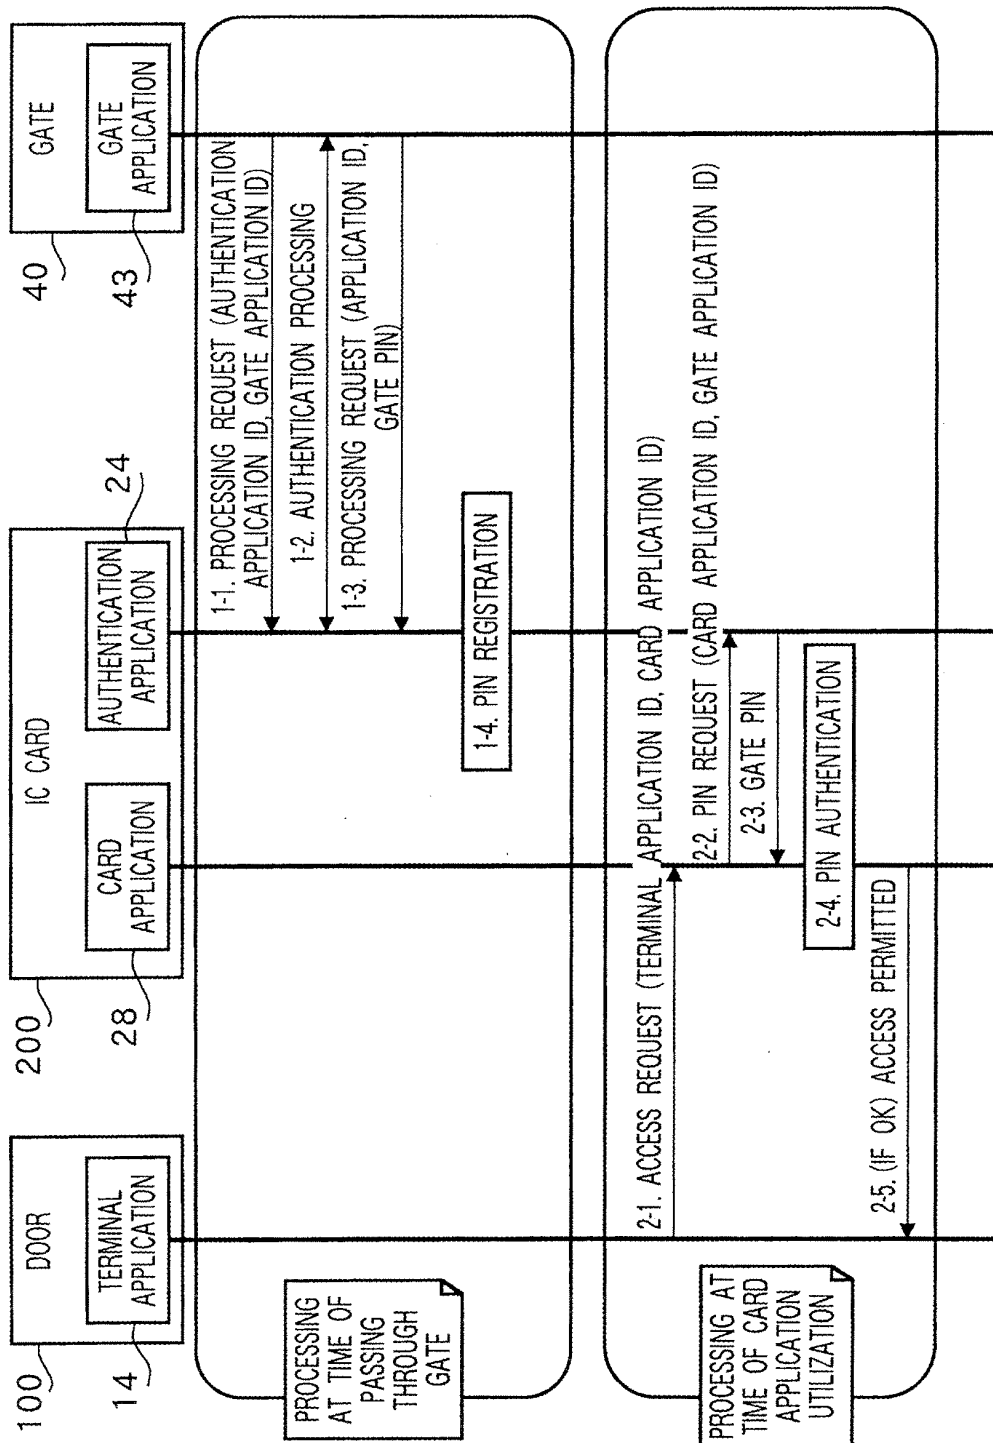 100
DOOR
TERMINAL
APPLICATION
14
200
IC CARD
CARD
APPLICATION
28
AUTHENTICATION
APPLICATION
24
40
GATE
GATE
APPLICATION
43
PROCESSING
AT TIME OF
PASSING
THROUGH
GATE
1-1. PROCESSING REQUEST (AUTHENTICATION
APPLICATION ID, GATE APPLICATION ID)
1-2. AUTHENTICATION PROCESSING
1-3. PROCESSING REQUEST (APPLICATION ID,
GATE PIN)
1-4. PIN REGISTRATION
PROCESSING AT
TIME OF CARD
APPLICATION
UTILIZATION
2-1. ACCESS REQUEST (TERMINAL APPLICATION ID, CARD APPLICATION ID)
2-2. PIN REQUEST (CARD APPLICATION ID, GATE APPLICATION ID)
2-3. GATE PIN
2-4. PIN AUTHENTICATION
2-5. (IF OK) ACCESS PERMITTED